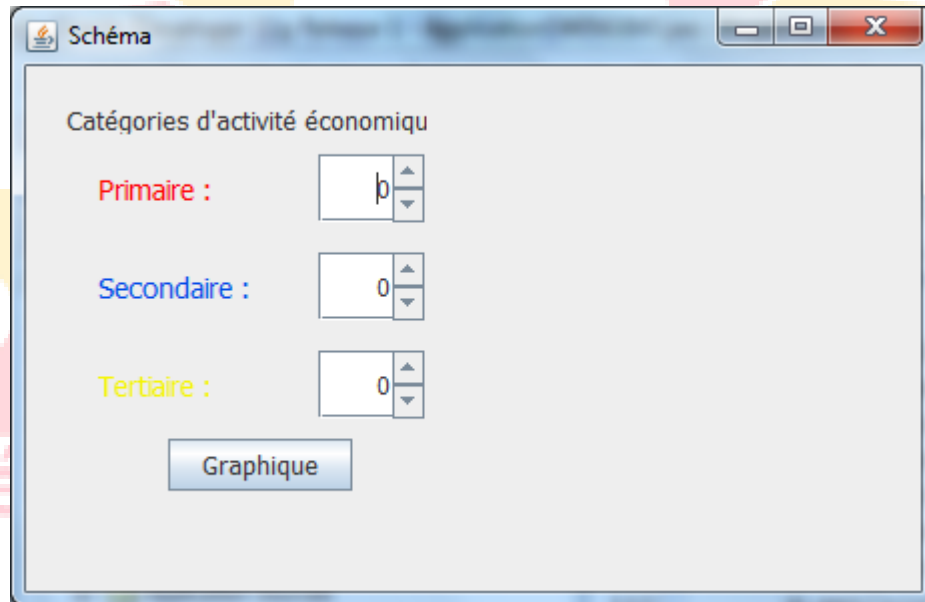 Schéma
Catégories d'activité économiqu
Primaire : 0
Secondaire : 0
Tertiaire : 0
Graphique